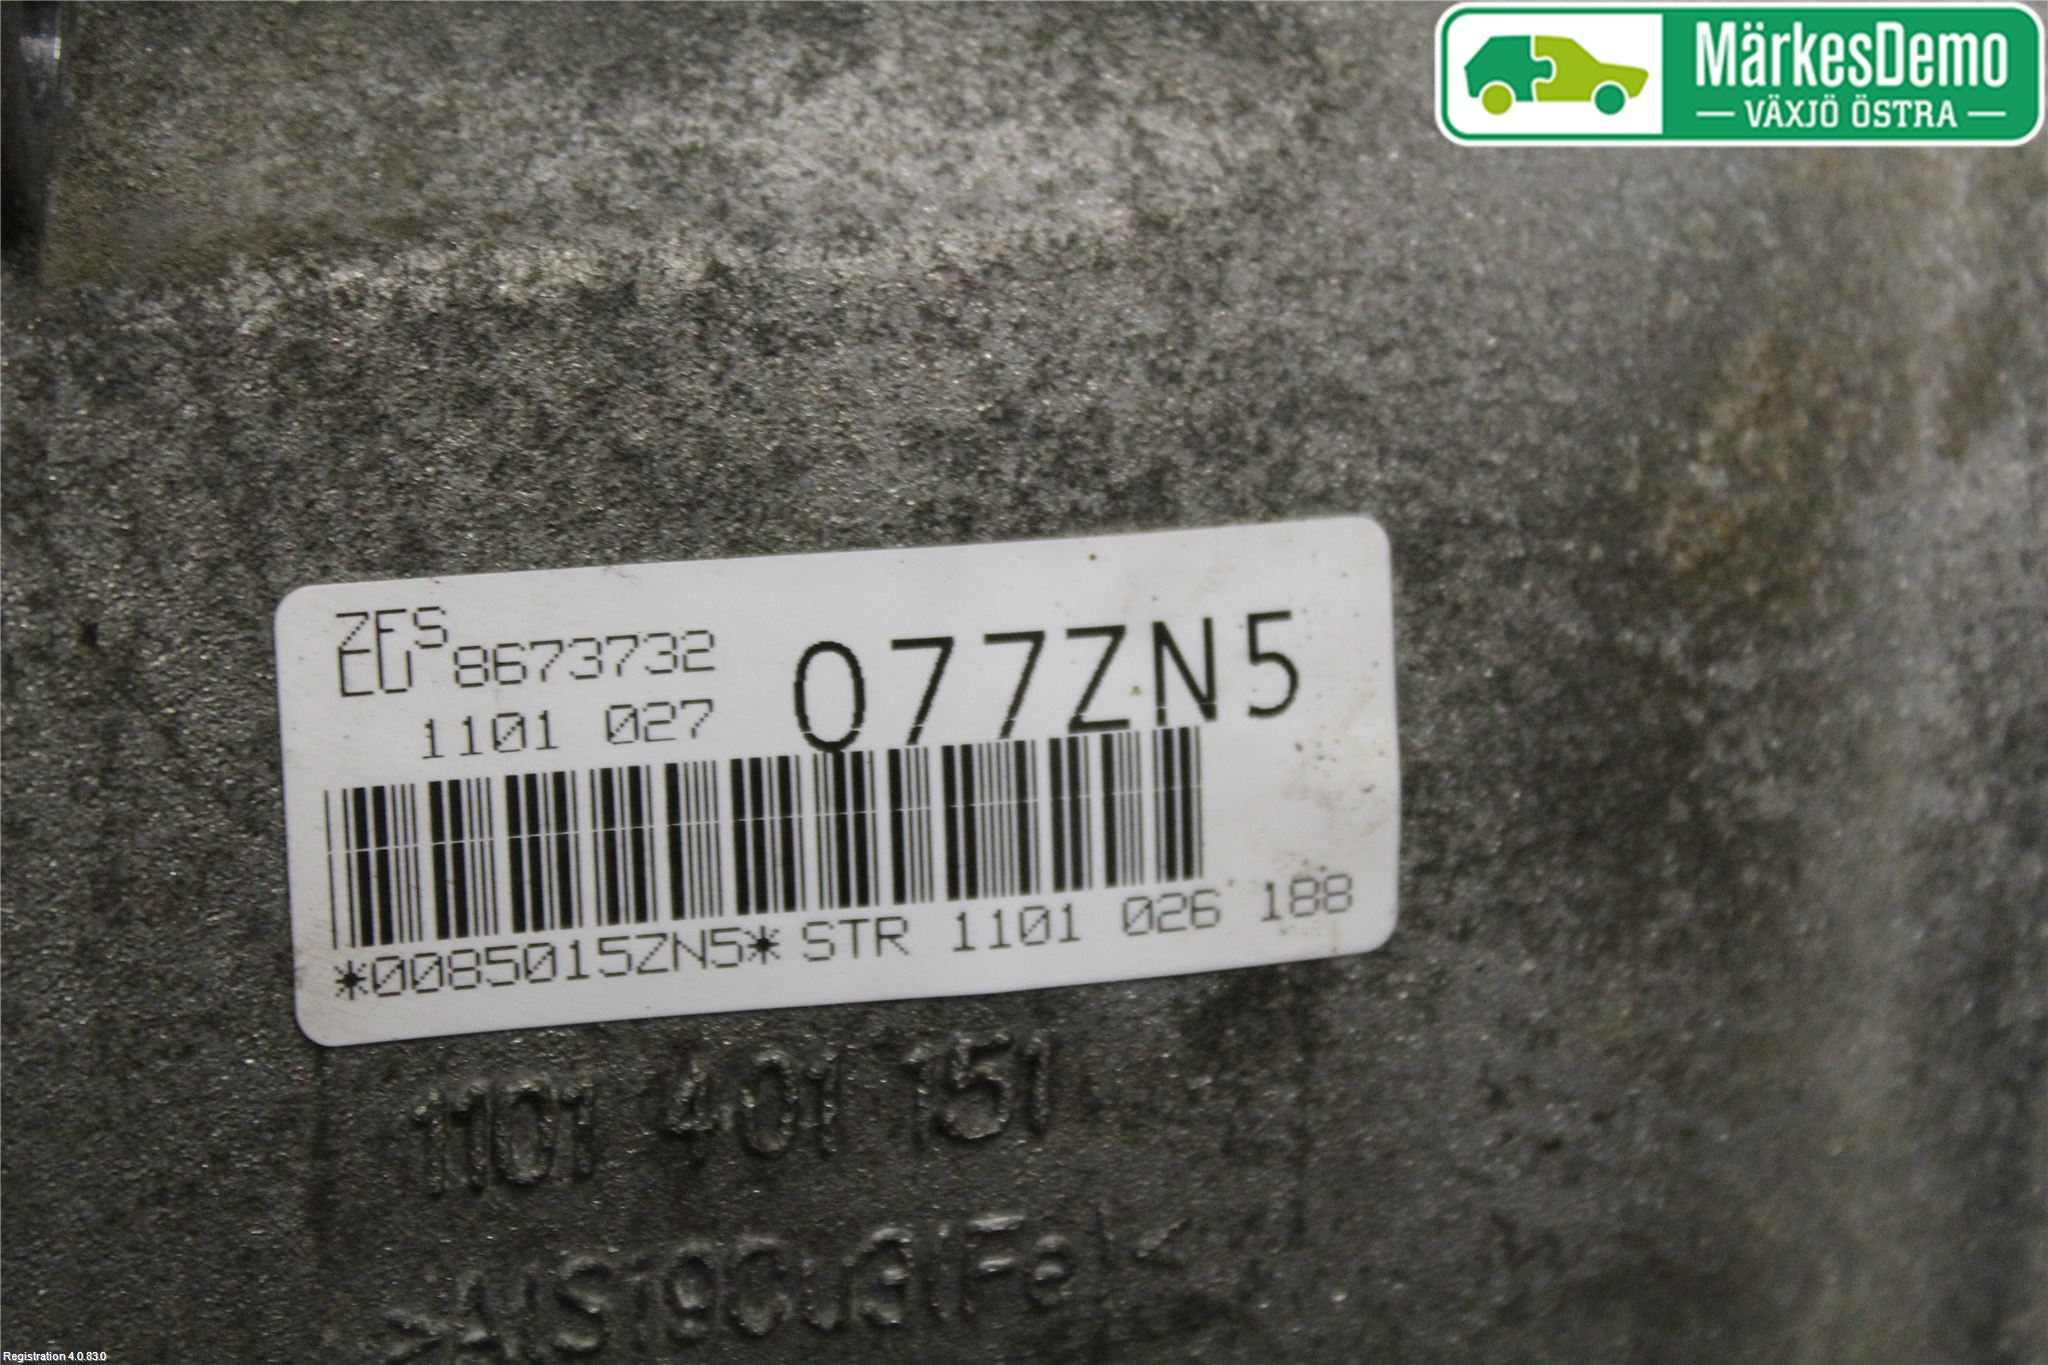 MärkesDemo
VÄXJÖ ÖSTRA
ZFS
EU 8673732
1101 027
077ZN5
*0085015ZN5* STR 1101 026 188
1101 401 151
Registration 4.0.83.0